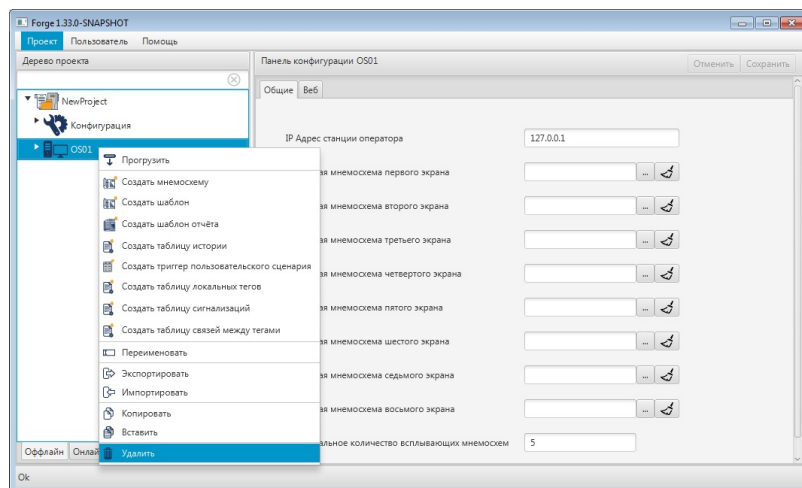 Forge 1.33.0-SNAPSHOT
Проект Пользователь Помощь
Дерево проекта
Панель конфигурации OS01
Отменить Сохранить
Общие Веб
NewProject
Конфигурация
OS01
IP Адрес станции оператора 127.0.0.1
Прогрузить
ая мнемосхема первого экрана ...
Создать мнемосхему
Создать шаблон
ая мнемосхема второго экрана ...
Создать шаблон отчёта
ая мнемосхема третьего экрана ...
Создать таблицу истории
Создать триггер пользовательского сценария
ая мнемосхема четвертого экрана ...
Создать таблицу локальных тегов
Создать таблицу сигнализаций
ая мнемосхема пятого экрана ...
Создать таблицу связей между тегами
ая мнемосхема шестого экрана ...
Переименовать
Экспортировать
ая мнемосхема седьмого экрана ...
Импортировать
Копировать
ая мнемосхема восьмого экрана ...
Вставить
альное количество всплывающих мнемосхем 5
Оффлайн Онлай
Удалить
Ok